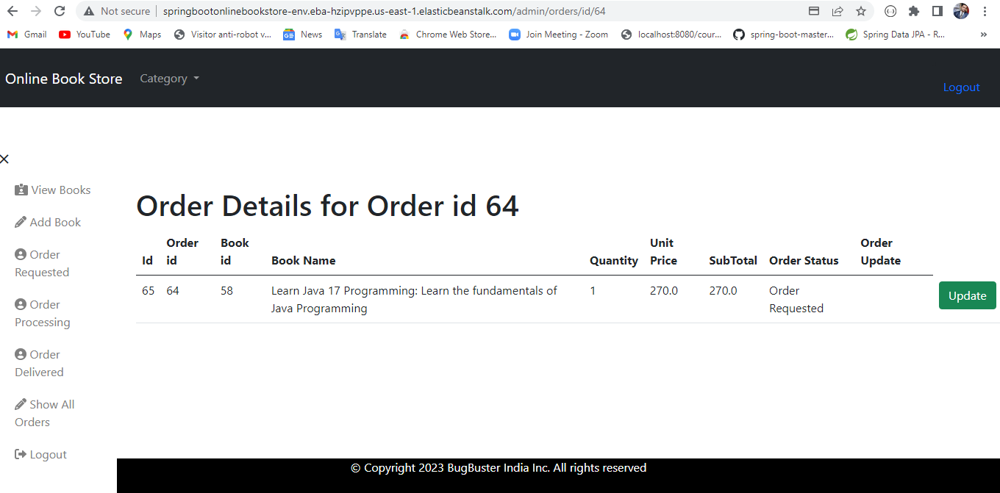 Not secure | springbootonlinebookstore-env.eba-hzipvppe.us-east-1.elasticbeanstalk.com/admin/orders/id/64
Gmail YouTube Maps Visitor anti-robot v... News Translate Chrome Web Store... Join Meeting - Zoom localhost:8080/cour... spring-boot-master... Spring Data JPA - R... »
Online Book Store Category
Logout
View Books
Add Book
Order
Requested
Order
Processing
Order
Delivered
Show All
Orders
Logout
Order Details for Order id 64
Id Order id Book id Book Name Quantity Unit Price SubTotal Order Status Order Update
65 64 58 Learn Java 17 Programming: Learn the fundamentals of 1 270.0 270.0 Order Update
Java Programming Requested
© Copyright 2023 BugBuster India Inc. All rights reserved